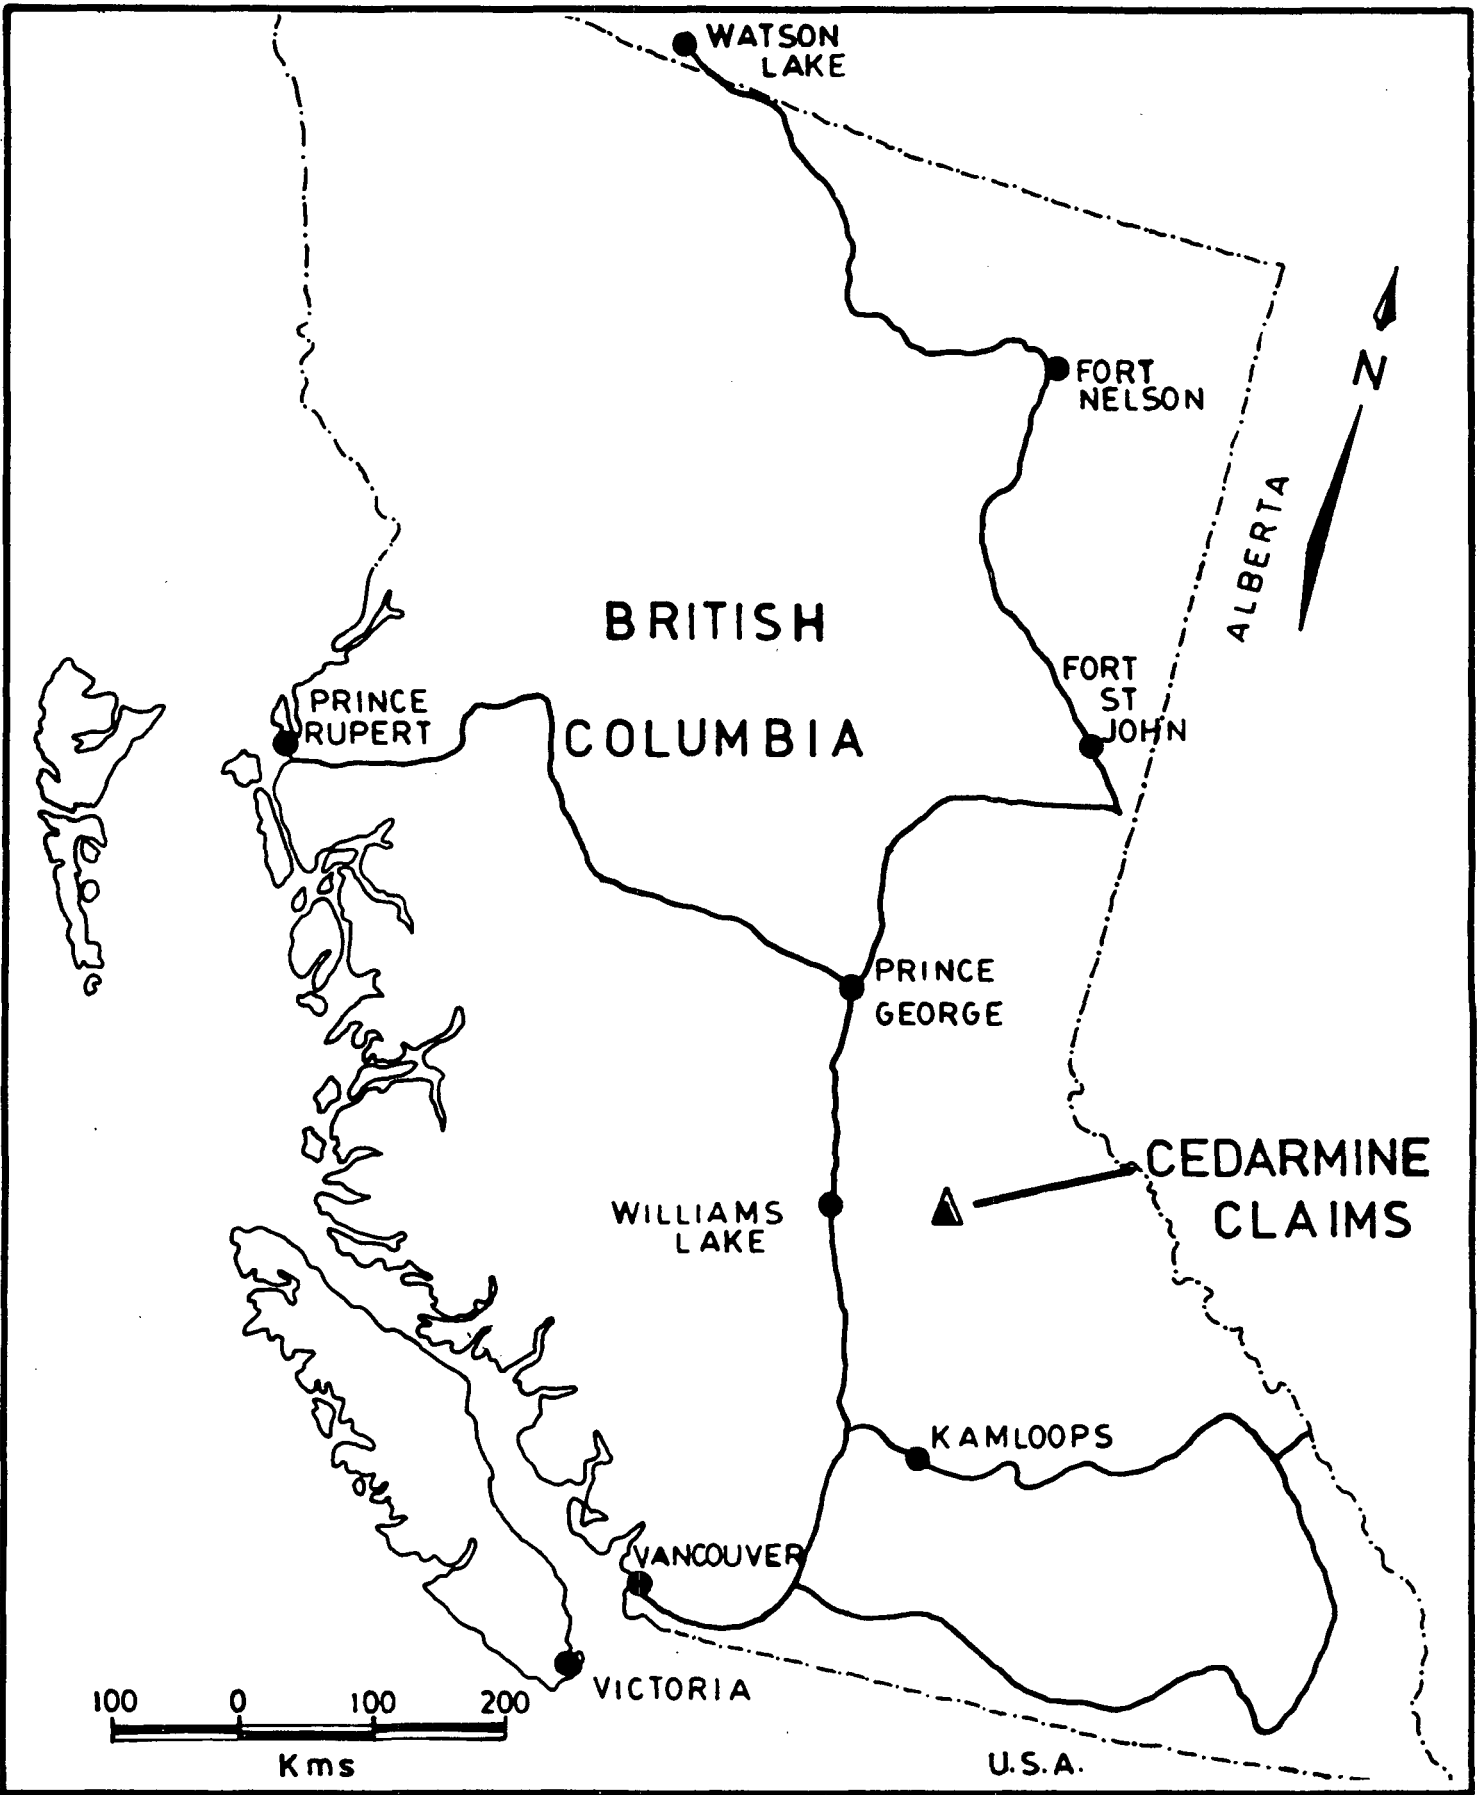 WATSON
LAKE
FORT
NELSON
N
ALBERTA
BRITISH
COLUMBIA
FORT
ST
JOHN
PRINCE
RUPERT
PRINCE
GEORGE
CEDARMINE
CLAIMS
WILLIAMS
LAKE
KAMLOOPS
VANCOUVER
VICTORIA
100 0 100 200
Kms
U.S.A.